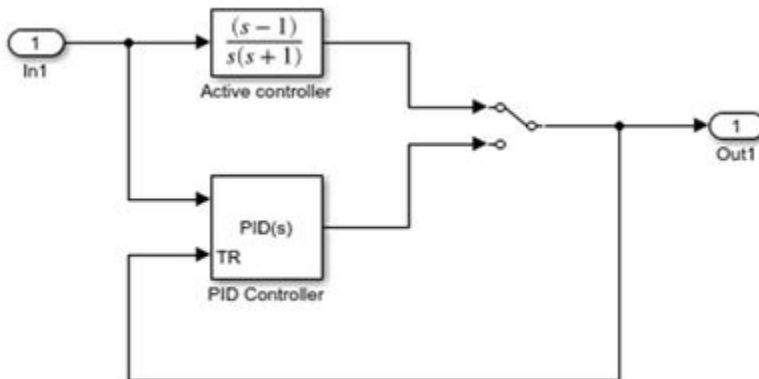 1
In1
(s − 1)
s(s + 1)
Active controller
PID(s)
TR
PID Controller
1
Out1